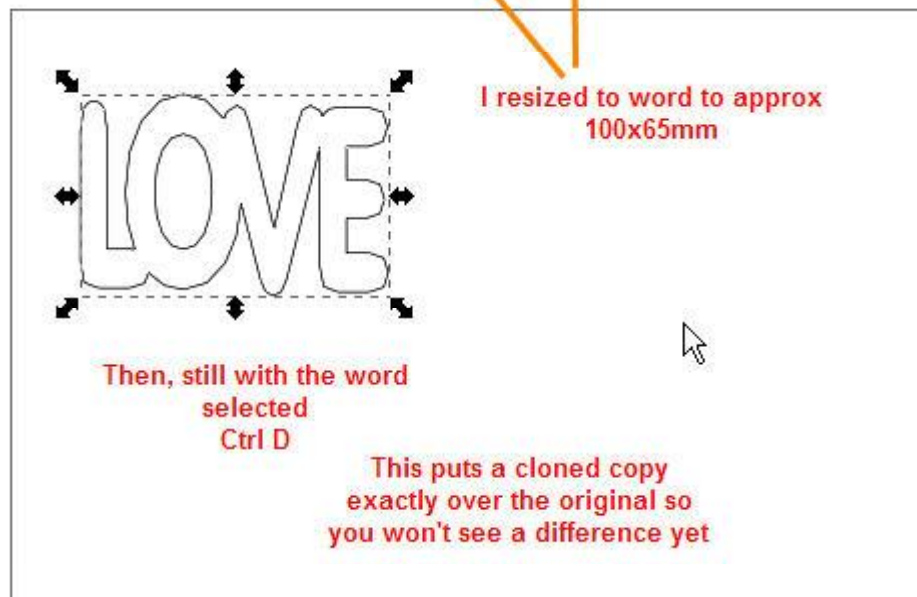 I resized to word to approx
100x65mm
LOVE
Then, still with the word
selected
Ctrl D
This puts a cloned copy
exactly over the original so
you won't see a difference yet